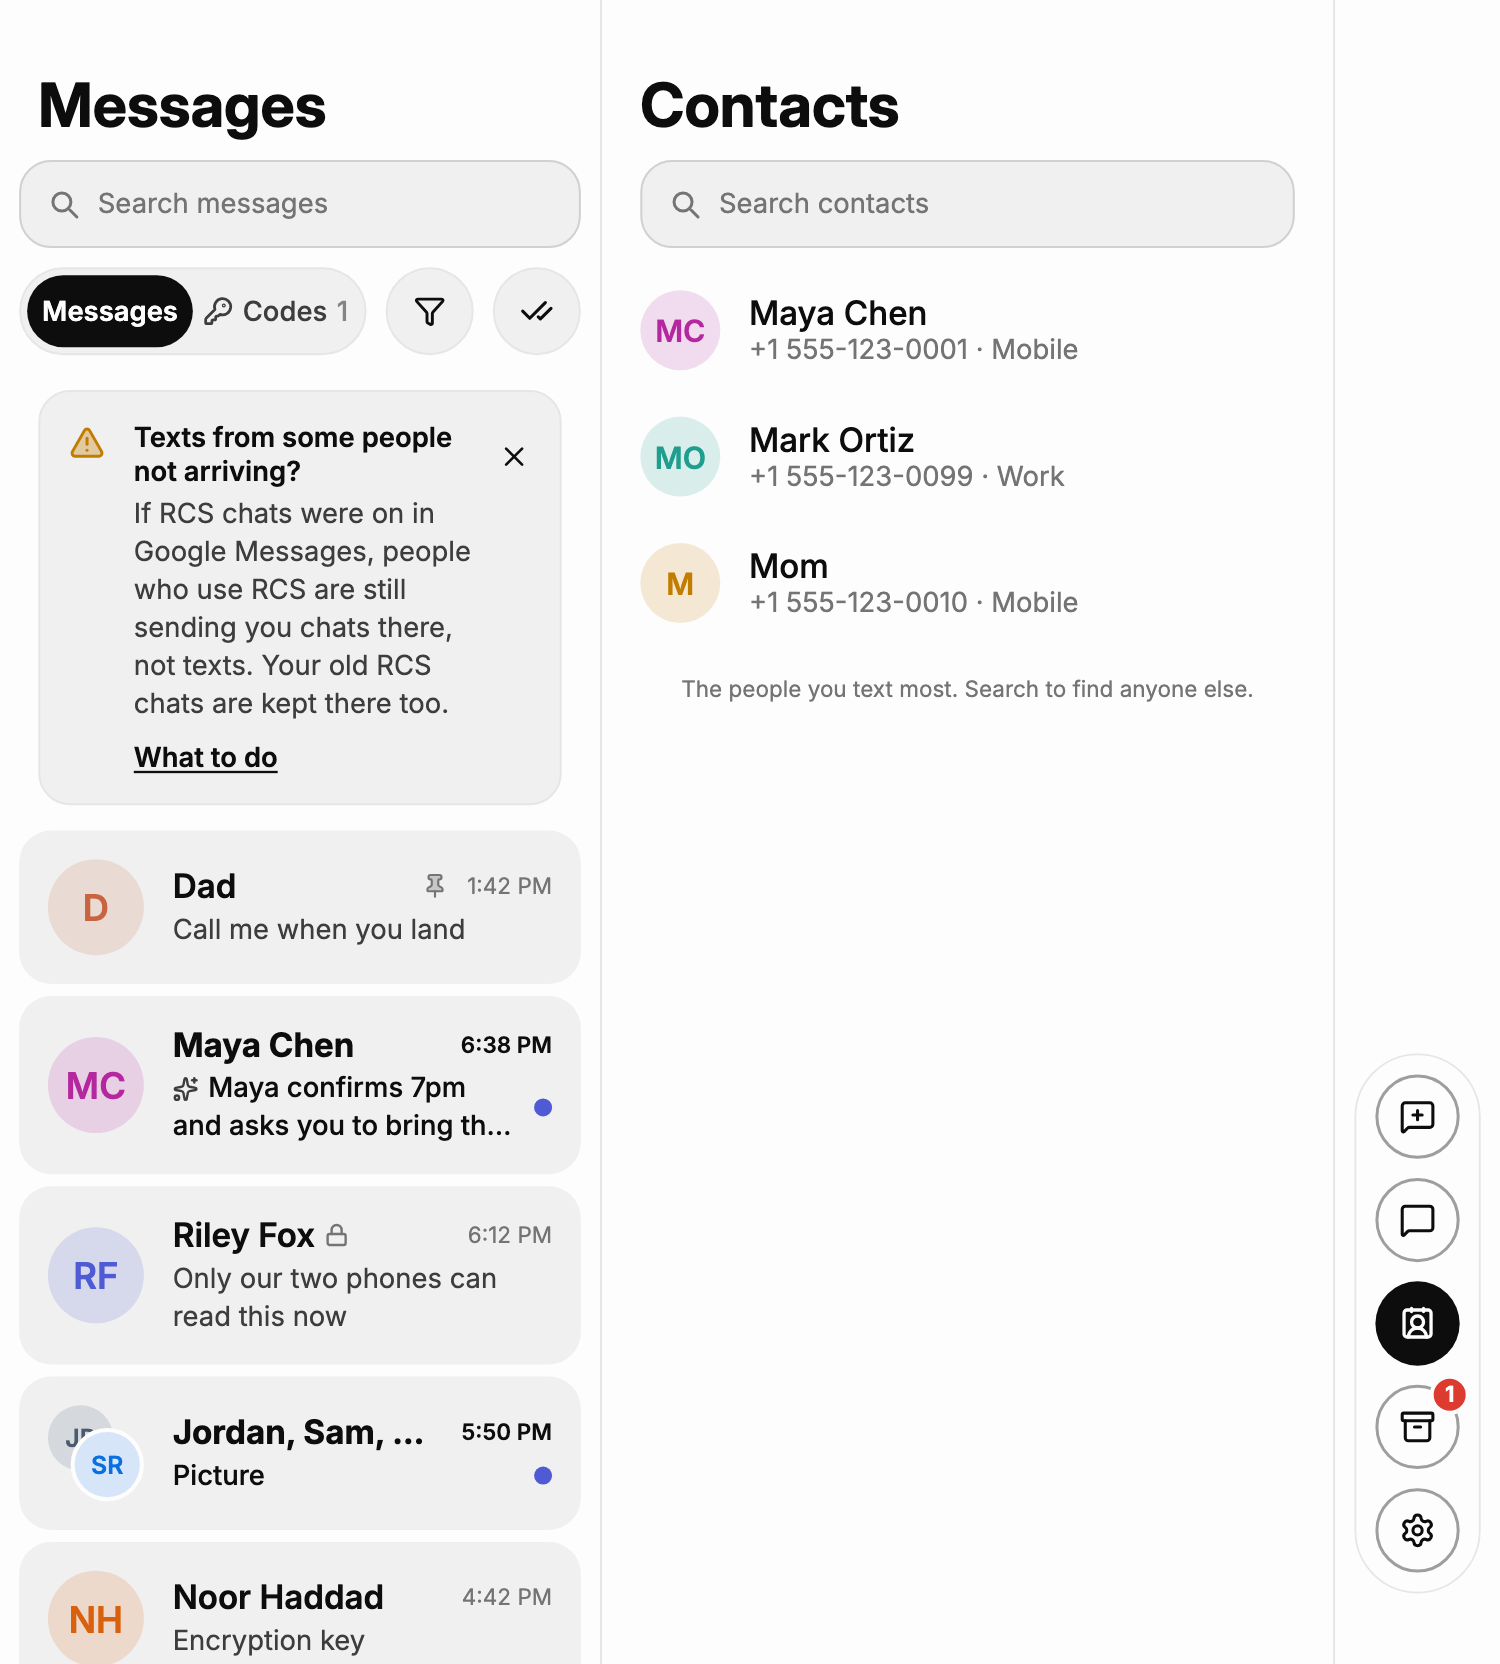 Messages
Search messages
Messages
Codes 1
Texts from some people
not arriving?
If RCS chats were on in
Google Messages, people
who use RCS are still
sending you chats there,
not texts. Your old RCS
chats are kept there too.
What to do
D
Dad
1:42 PM
Call me when you land
MC
Maya Chen
6:38 PM
Maya confirms 7pm
and asks you to bring th...
RF
Riley Fox
6:12 PM
Only our two phones can
read this now
SR
Jordan, Sam, ...
5:50 PM
Picture
NH
Noor Haddad
4:42 PM
Encryption key
Contacts
Search contacts
MC
Maya Chen
+1 555-123-0001 · Mobile
MO
Mark Ortiz
+1 555-123-0099 · Work
M
Mom
+1 555-123-0010 · Mobile
The people you text most. Search to find anyone else.
1